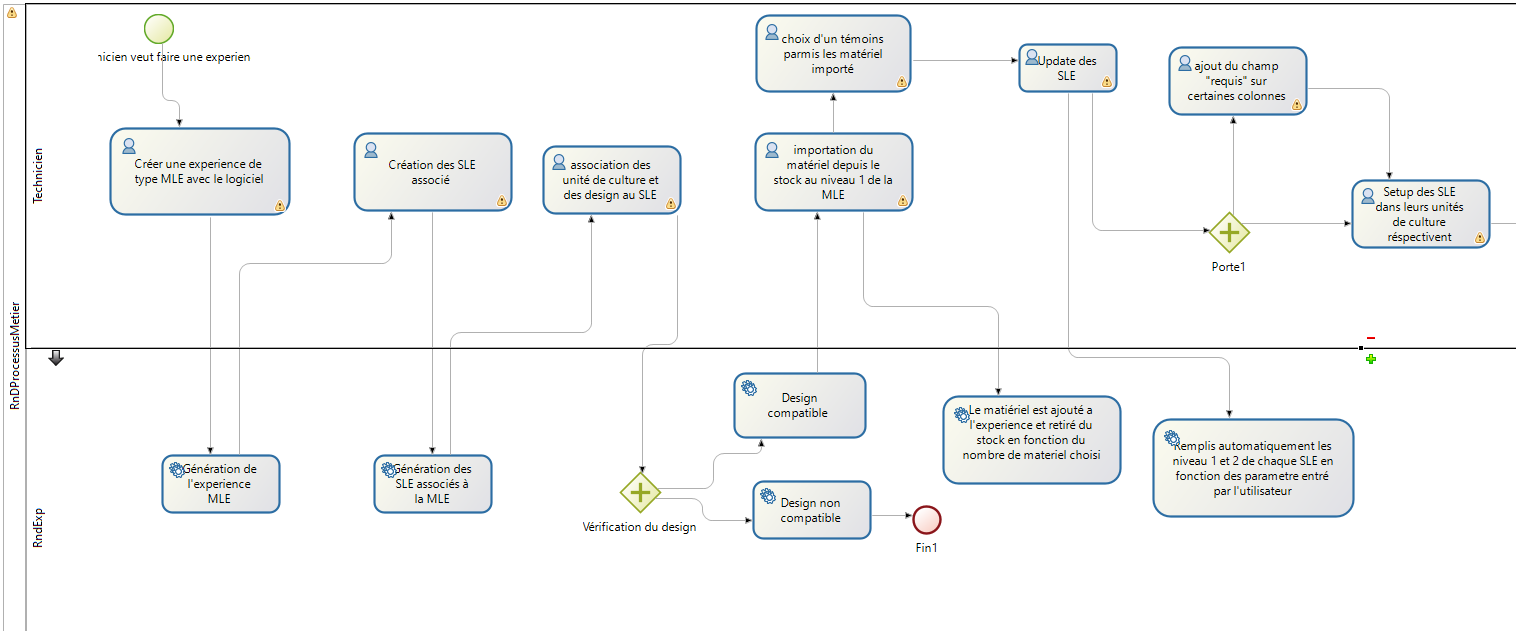 RnDProcessusMetier
Technicien
RndExp
nicien veut faire une experien
Créer une experience de
type MLE avec le logiciel
Création des SLE
associé
association des
unité de culture et
des design au SLE
choix d'un témoins
parmis les matériel
importé
importation du
matériel depuis le
stock au niveau 1 de la
MLE
Update des
SLE
ajout du champ
"requis" sur
certaines colonnes
Porte1
Setup des SLE
dans leurs unités
de culture
réspectivent
Génération de
l'experience
MLE
Génération des
SLE associés à
la MLE
Vérification du design
Design
compatible
Design non
compatible
Fin1
Le matiériel est ajouté a
l'experience et retiré du
stock en fonction du
nombre de materiel choisi
Remplis automatiquement les
niveau 1 et 2 de chaque SLE en
fonction des parametre entré
par l'utilisateur